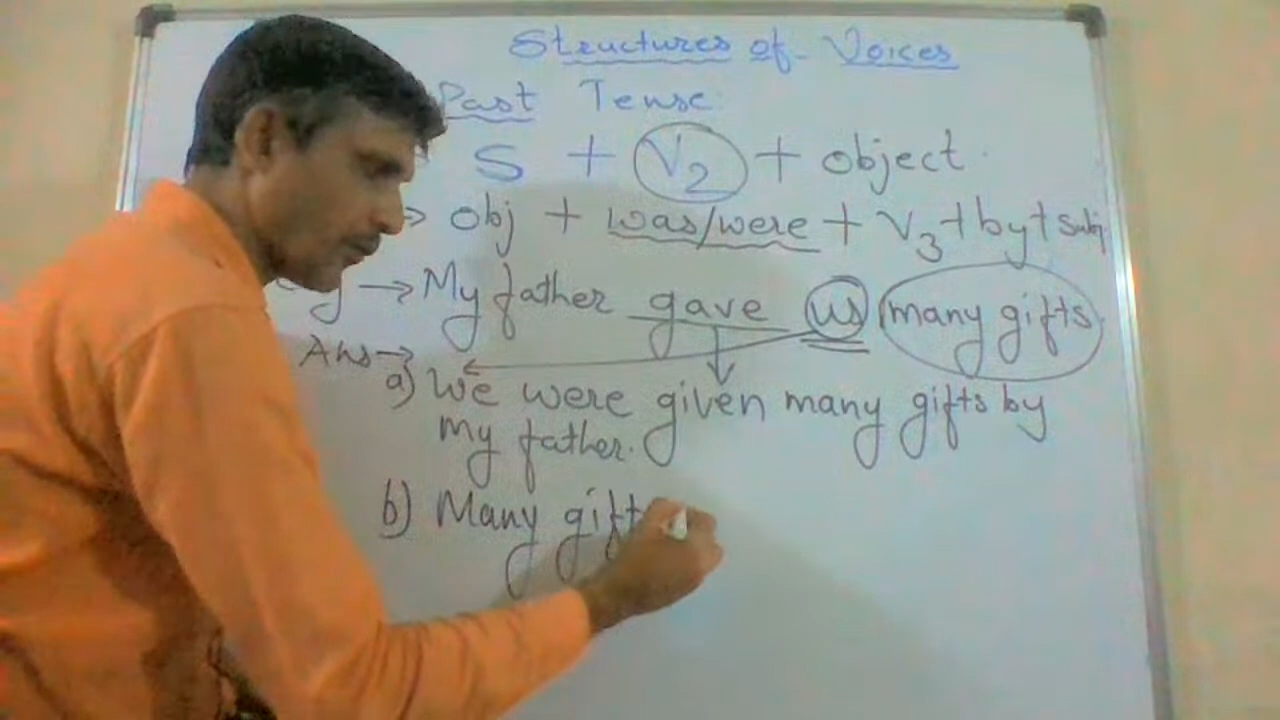 Structures of Voices
Past Tense
S + V2 + object
→ obj + was/were + V3 + by + subj
→ My father gave us many gifts.
Ans→
a) We were given many gifts by
my father.
b) Many gift